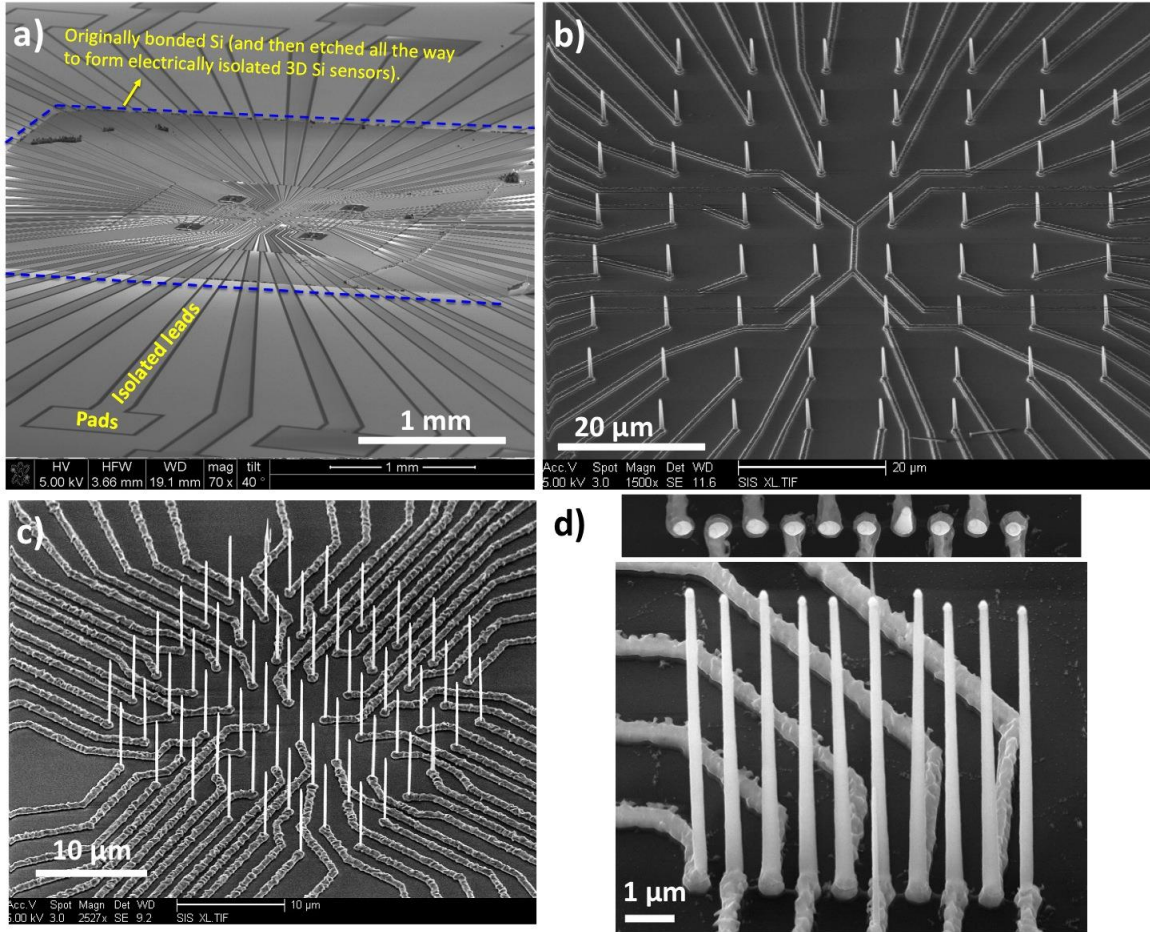 a)
Originally bonded Si (and then etched all the way
to form electrically isolated 3D Si sensors).
Isolated leads
Pads
1 mm
HV HFW WD mag tilt
5.00 kV 3.66 mm 19.1 mm 70 x 40 ° 1 mm
b)
20 µm
Acc.V Spot Magn Det WD 20 µm
5.00 kV 3.0 1500x SE 11.6 SIS XL.TIF
c)
10 µm
Acc.V Spot Magn Det WD 10 µm
5.00 kV 3.0 2527x SE 9.2 SIS XL.TIF
d)
1 µm